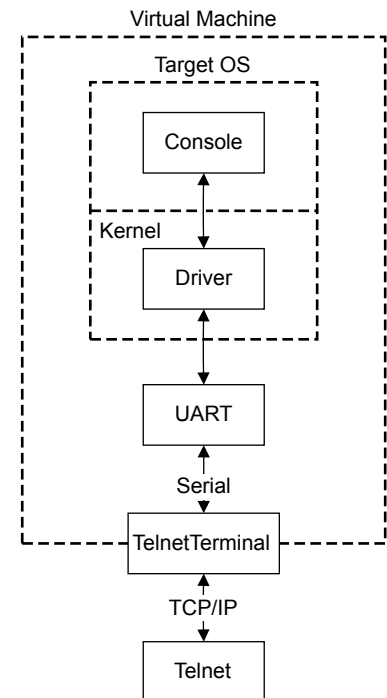 Virtual Machine
Target OS
Console
Kernel
Driver
UART
Serial
TelnetTerminal
TCP/IP
Telnet